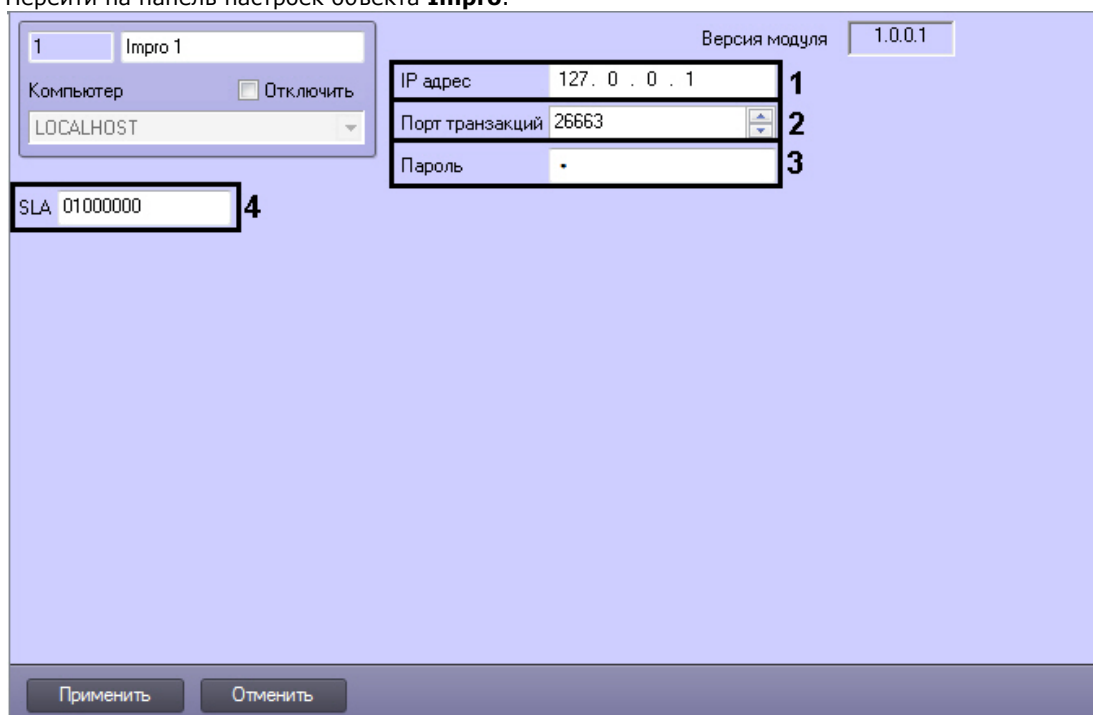 Перейти на панель настроек объекта Impro.
1 Impro 1
Компьютер Отключить
LOCALHOST
Версия модуля 1.0.0.1
IP адрес 127. 0 . 0 . 1 1
Порт транзакций 26663 2
Пароль • 3
SLA 01000000 4
Применить Отменить